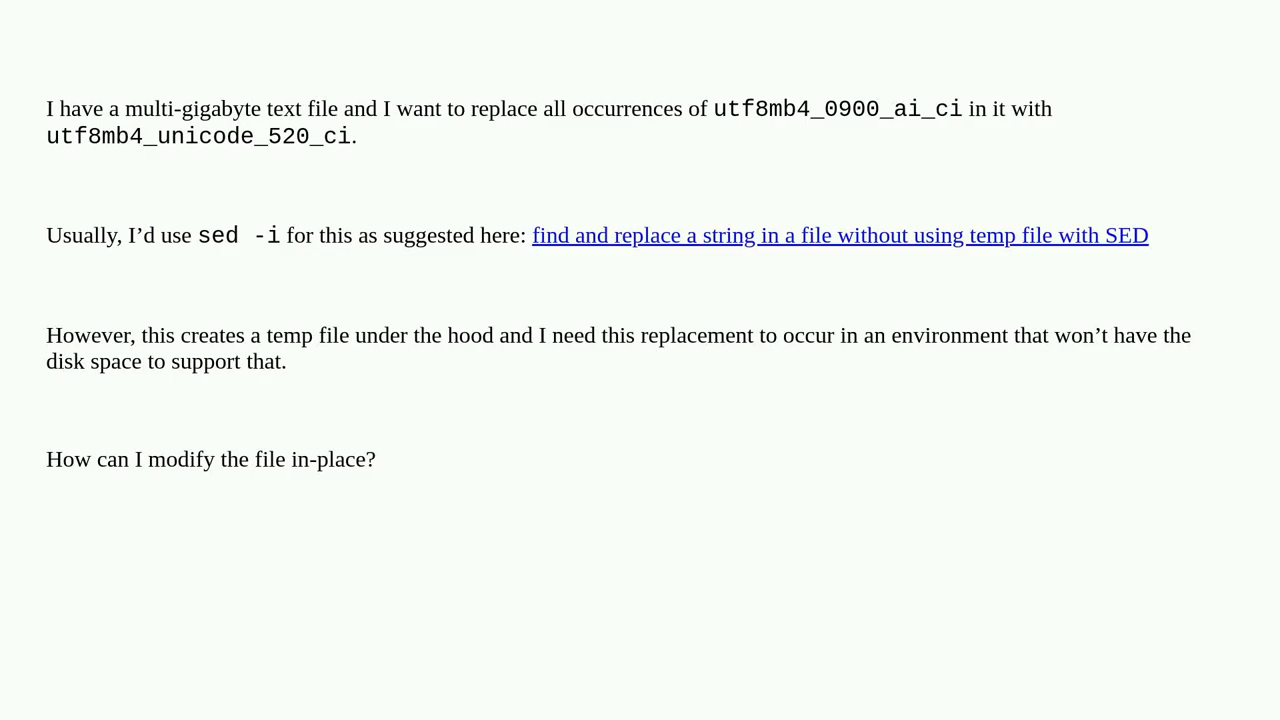 I have a multi-gigabyte text file and I want to replace all occurrences of utf8mb4_0900_ai_ci in it with
utf8mb4_unicode_520_ci.
Usually, I’d use sed -i for this as suggested here: find and replace a string in a file without using temp file with SED
However, this creates a temp file under the hood and I need this replacement to occur in an environment that won’t have the
disk space to support that.
How can I modify the file in-place?